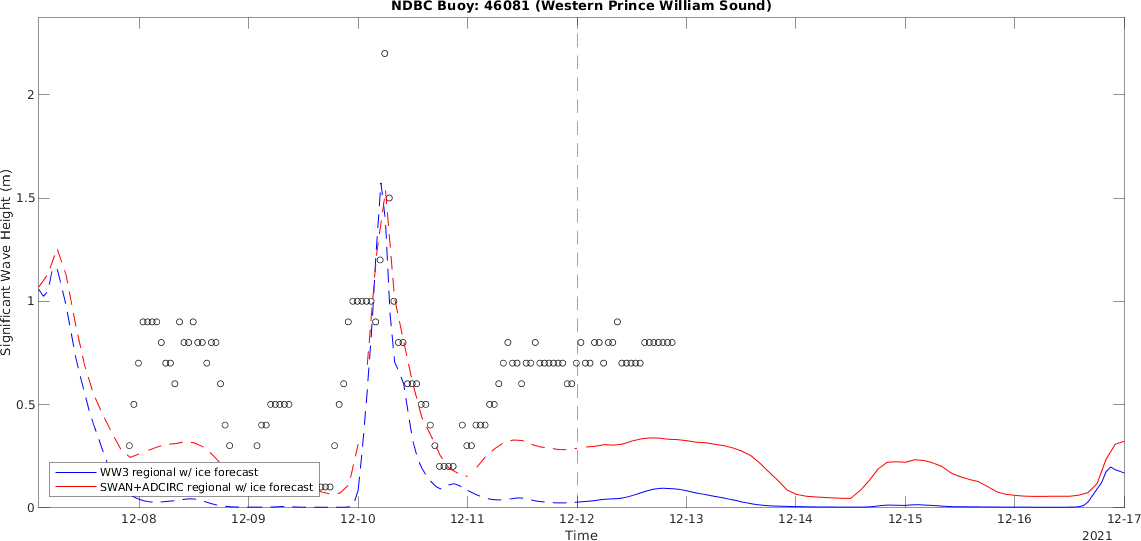 NDBC Buoy: 46081 (Western Prince William Sound)
Significant Wave Height (m)
2
1.5
1
0.5
0
WW3 regional w/ ice forecast
SWAN+ADCIRC regional w/ ice forecast
12-08 12-09 12-10 12-11 12-12 12-13 12-14 12-15 12-16 12-17
Time
2021